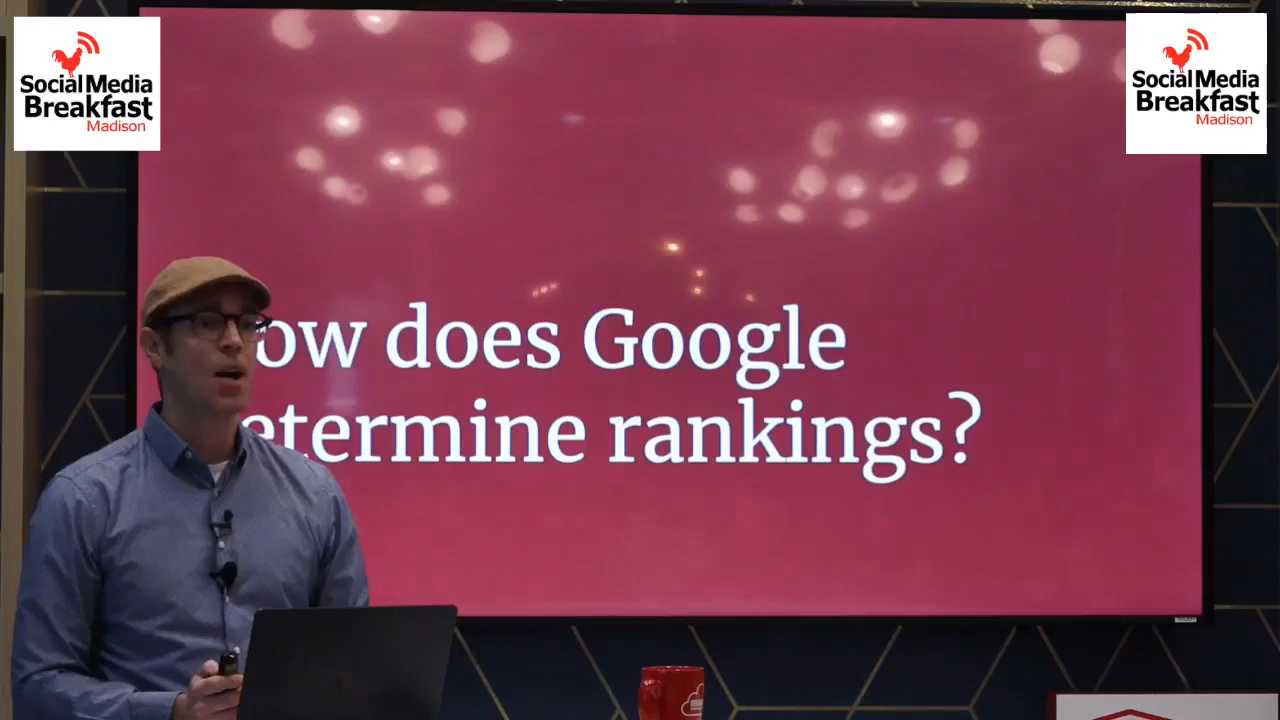 Social Media
Breakfast
Madison
Social Media
Breakfast
Madison
ow does Google
etermine rankings?